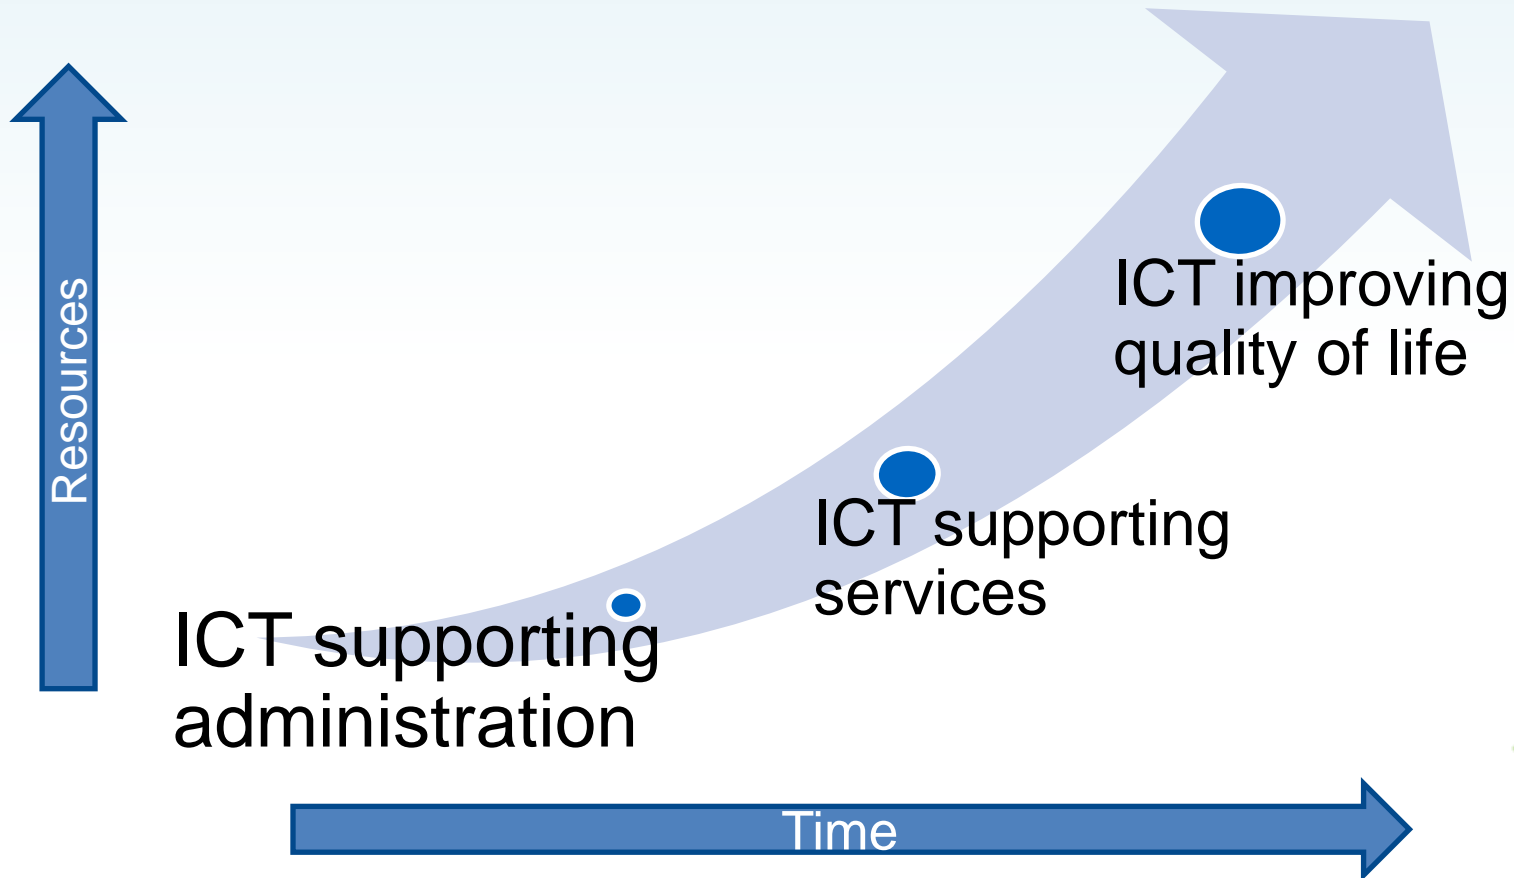 Resources
ICT improving
quality of life
ICT supporting
services
ICT supporting
administration
Time